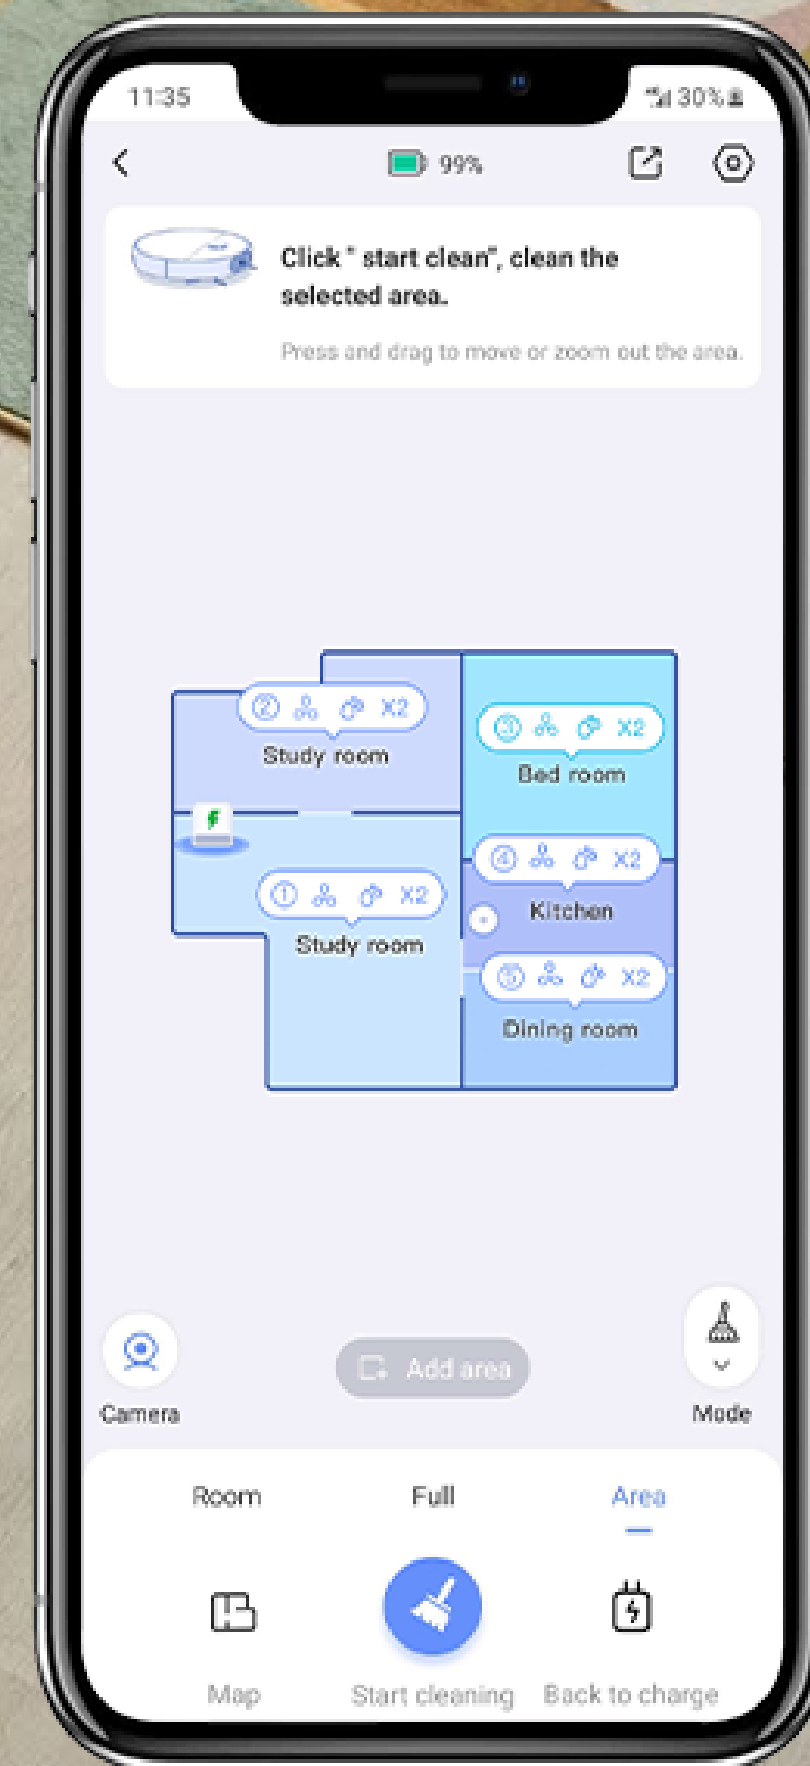 11:35
30%
99%
Click " start clean", clean the
selected area.
Press and drag to move or zoom out the area.
② X2
Study room
③ X2
Bed room
④ X2
Kitchen
① X2
Study room
⑤ X2
Dining room
Add area
Camera
Mode
Room Full Area
Map Start cleaning Back to charge